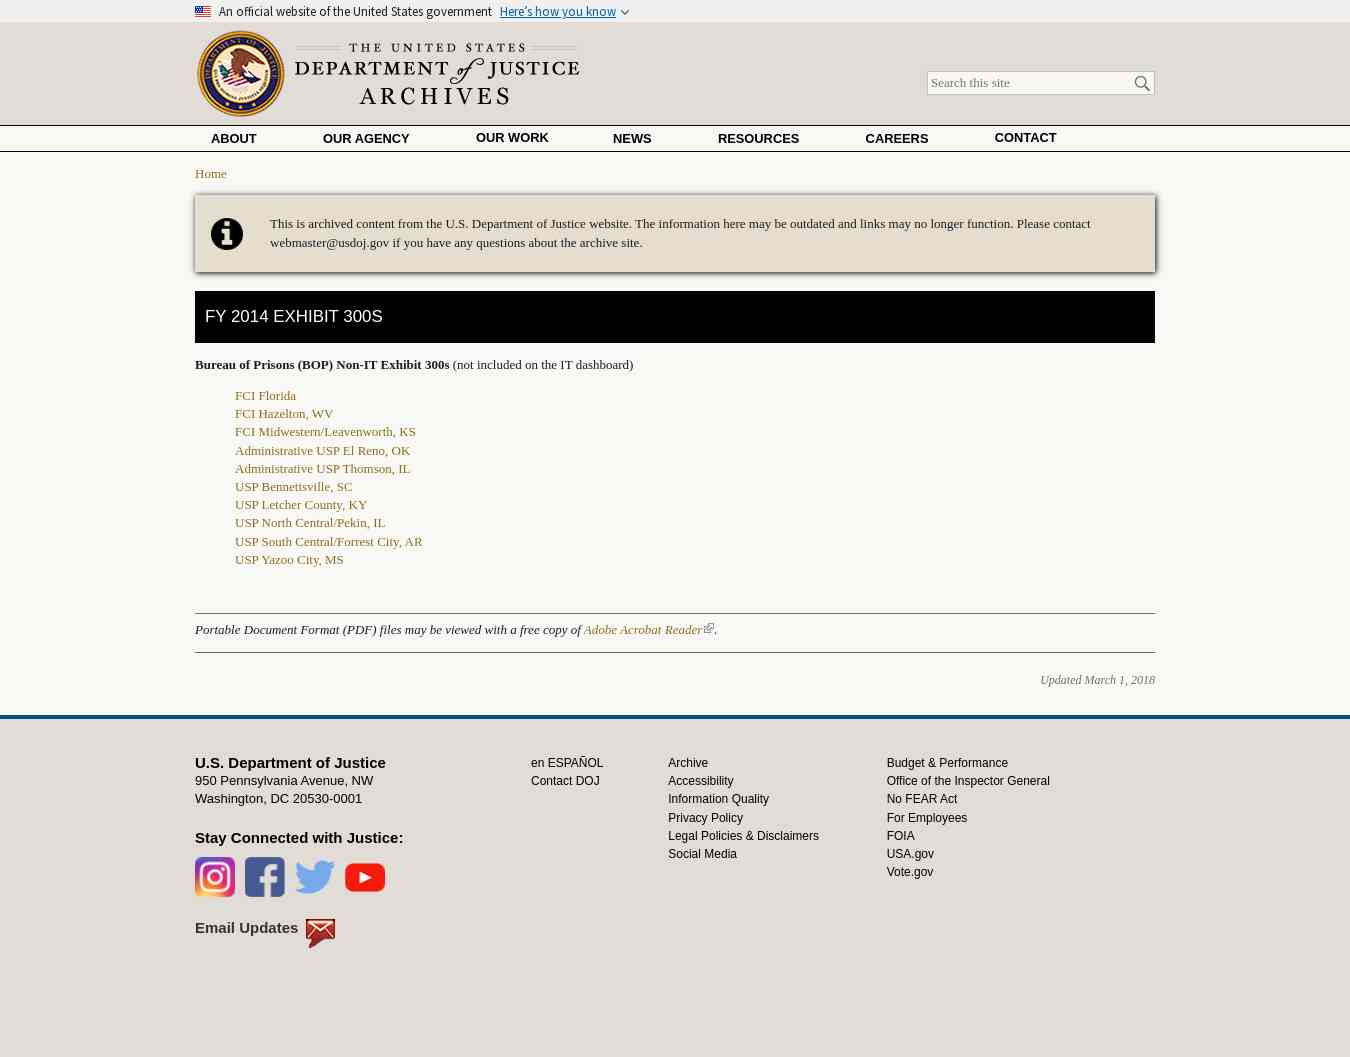 An official website of the United States government Here's how you know
THE UNITED STATES
DEPARTMENT of JUSTICE
ARCHIVES
Search this site
ABOUT OUR AGENCY OUR WORK NEWS RESOURCES CAREERS CONTACT
Home
This is archived content from the U.S. Department of Justice website. The information here may be outdated and links may no longer function. Please contact
webmaster@usdoj.gov if you have any questions about the archive site.
FY 2014 EXHIBIT 300S
Bureau of Prisons (BOP) Non-IT Exhibit 300s (not included on the IT dashboard)
FCI Florida
FCI Hazelton, WV
FCI Midwestern/Leavenworth, KS
Administrative USP El Reno, OK
Administrative USP Thomson, IL
USP Bennettsville, SC
USP Letcher County, KY
USP North Central/Pekin, IL
USP South Central/Forrest City, AR
USP Yazoo City, MS
Portable Document Format (PDF) files may be viewed with a free copy of Adobe Acrobat Reader.
Updated March 1, 2018
U.S. Department of Justice
950 Pennsylvania Avenue, NW
Washington, DC 20530-0001
Stay Connected with Justice:
Email Updates
en ESPAÑOL
Contact DOJ
Archive
Accessibility
Information Quality
Privacy Policy
Legal Policies & Disclaimers
Social Media
Budget & Performance
Office of the Inspector General
No FEAR Act
For Employees
FOIA
USA.gov
Vote.gov